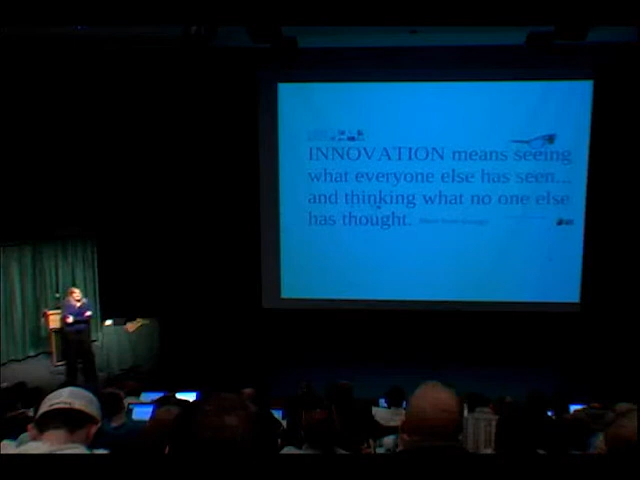 INNOVATION means seeing
what everyone else has seen...
and thinking what no one else
has thought.